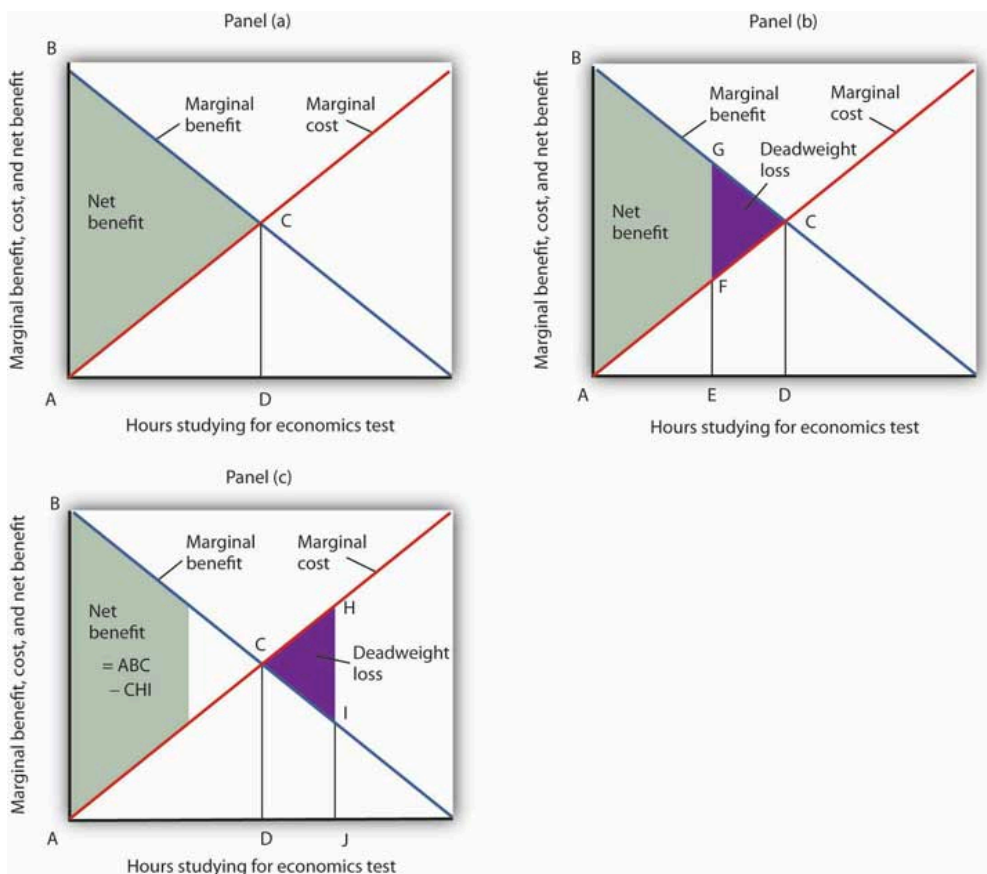 Panel (a)
B
Marginal
benefit
Marginal
cost
Net
benefit
C
A
D
Marginal benefit, cost, and net benefit
Hours studying for economics test
Panel (b)
B
Marginal
benefit
Marginal
cost
G
Deadweight
loss
Net
benefit
C
F
A
E
D
Marginal benefit, cost, and net benefit
Hours studying for economics test
Panel (c)
B
Marginal
benefit
Marginal
cost
Net
benefit
= ABC
– CHI
C
H
Deadweight
loss
I
A
D
J
Marginal benefit, cost, and net benefit
Hours studying for economics test